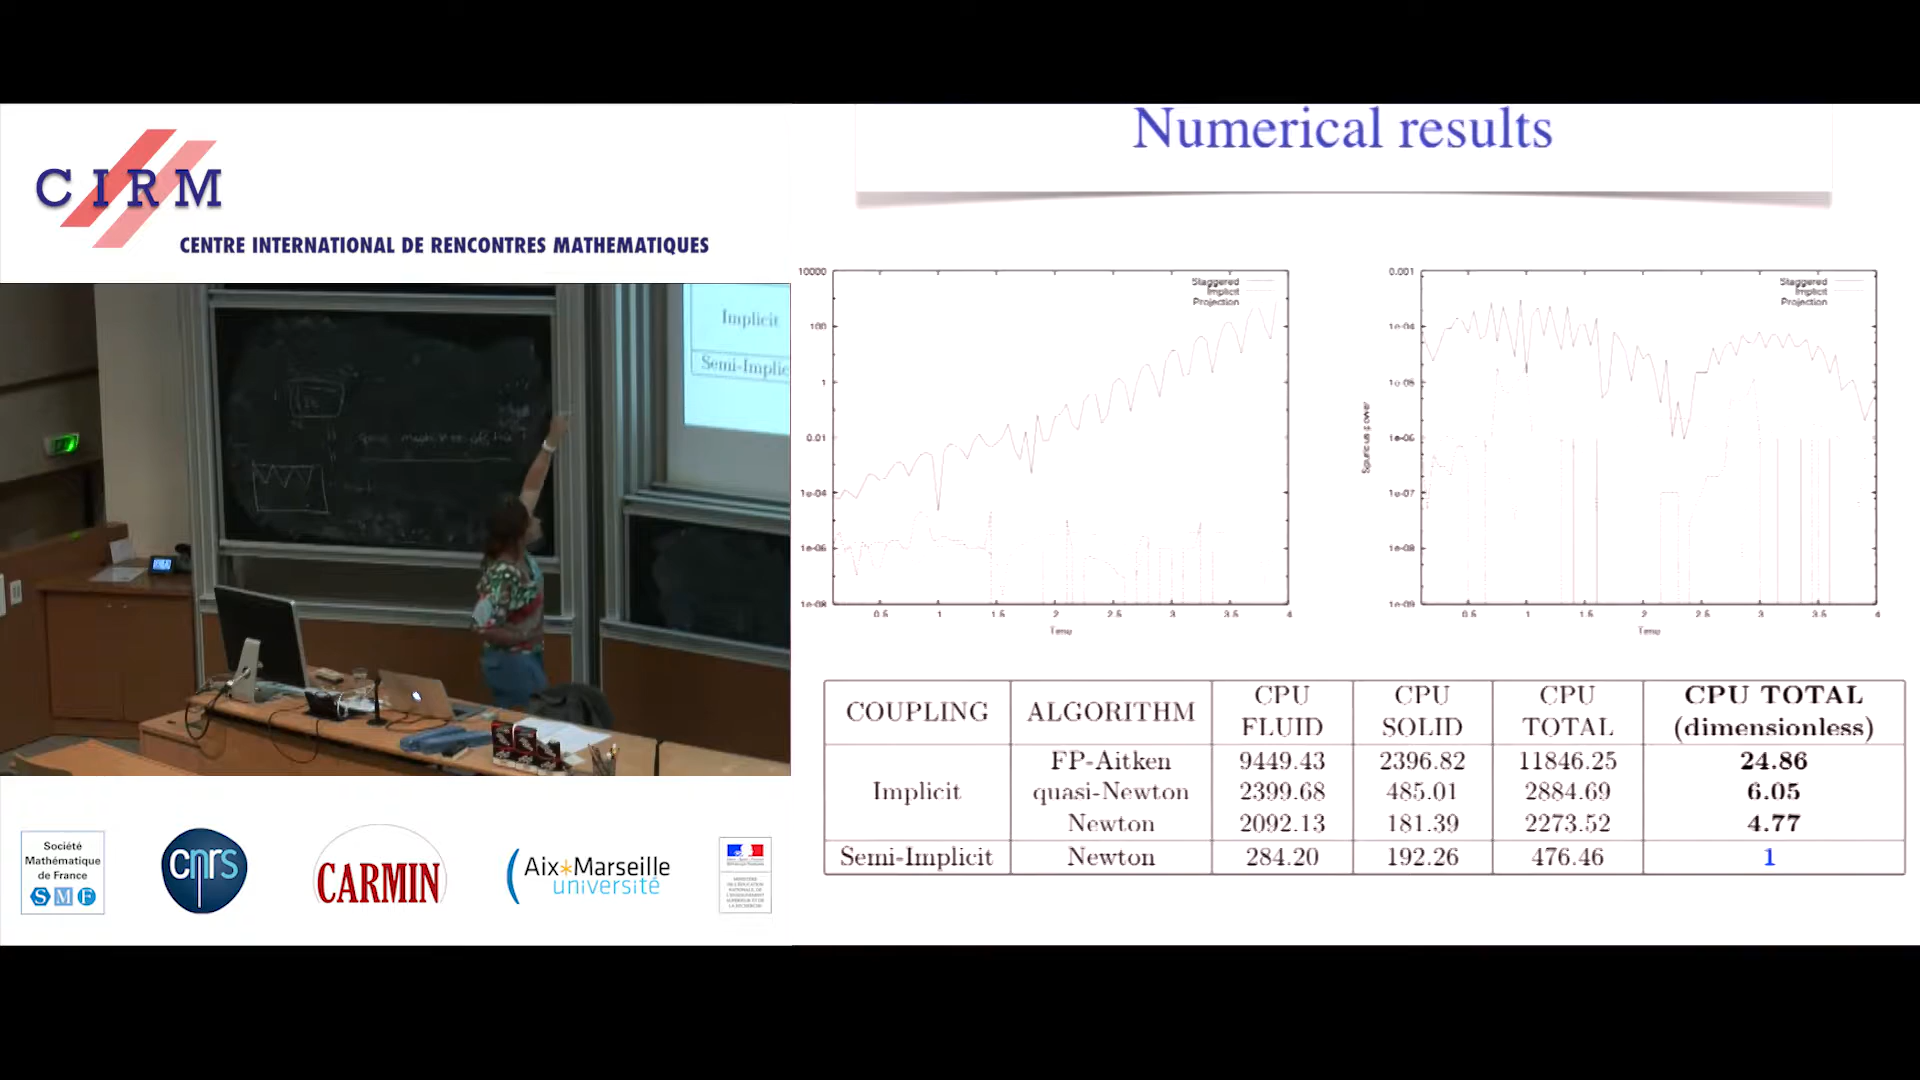 CIRM
CENTRE INTERNATIONAL DE RENCONTRES MATHEMATIQUES
Implicit
Semi-Implic
Société
Mathématique
de France
S M F
cnrs
CARMIN
Aix*Marseille
université
Numerical results
10000
100
1
0.01
1e-04
1e-06
1e-08
0.5 1 1.5 2 2.5 3 3.5 4
Staggered
Implicit
Projection
0.001
1e-04
1e-05
1e-06
1e-07
1e-08
1e-09
0.5 1 1.5 2 2.5 3 3.5 4
Staggered
Implicit
Projection
Spurious power
COUPLING ALGORITHM CPU FLUID CPU SOLID CPU TOTAL CPU TOTAL (dimensionless)
FP-Aitken 9449.43 2396.82 11846.25 24.86
Implicit quasi-Newton 2399.68 485.01 2884.69 6.05
Newton 2092.13 181.39 2273.52 4.77
Semi-Implicit Newton 284.20 192.26 476.46 1